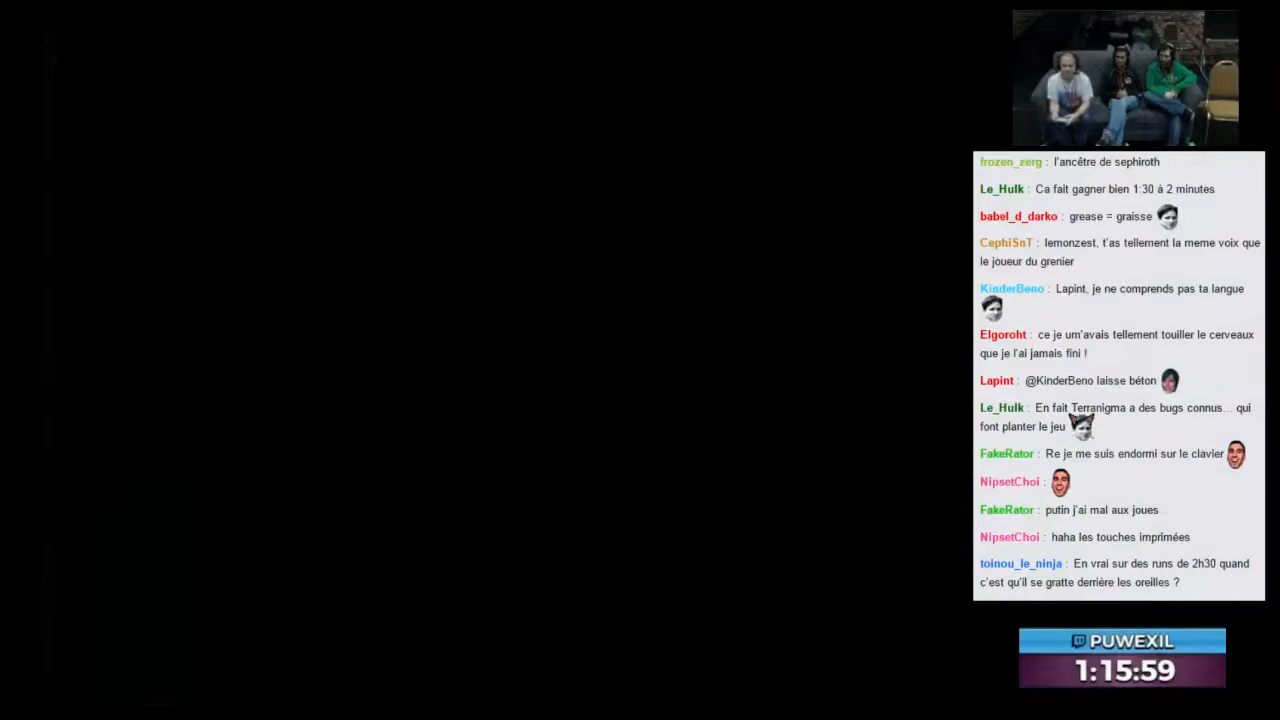 frozen_zerg : l'ancêtre de sephiroth
Le_Hulk : Ca fait gagner bien 1:30 à 2 minutes
babel_d_darko : grease = graisse
CephiSnT : lemonzest, t'as tellement la meme voix que
le joueur du grenier
KinderBeno : Lapint, je ne comprends pas ta langue
Elgoroht : ce je um'avais tellement touiller le cerveaux
que je l'ai jamais fini !
Lapint : @KinderBeno laisse béton
Le_Hulk : En fait Terranigma a des bugs connus... qui
font planter le jeu
FakeRator : Re je me suis endormi sur le clavier
NipsetChoi :
FakeRator : putin j'ai mal aux joues
NipsetChoi : haha les touches imprimées
toinou_le_ninja : En vrai sur des runs de 2h30 quand
c'est qu'il se gratte derrière les oreilles ?
PUWEXIL
1:15:59